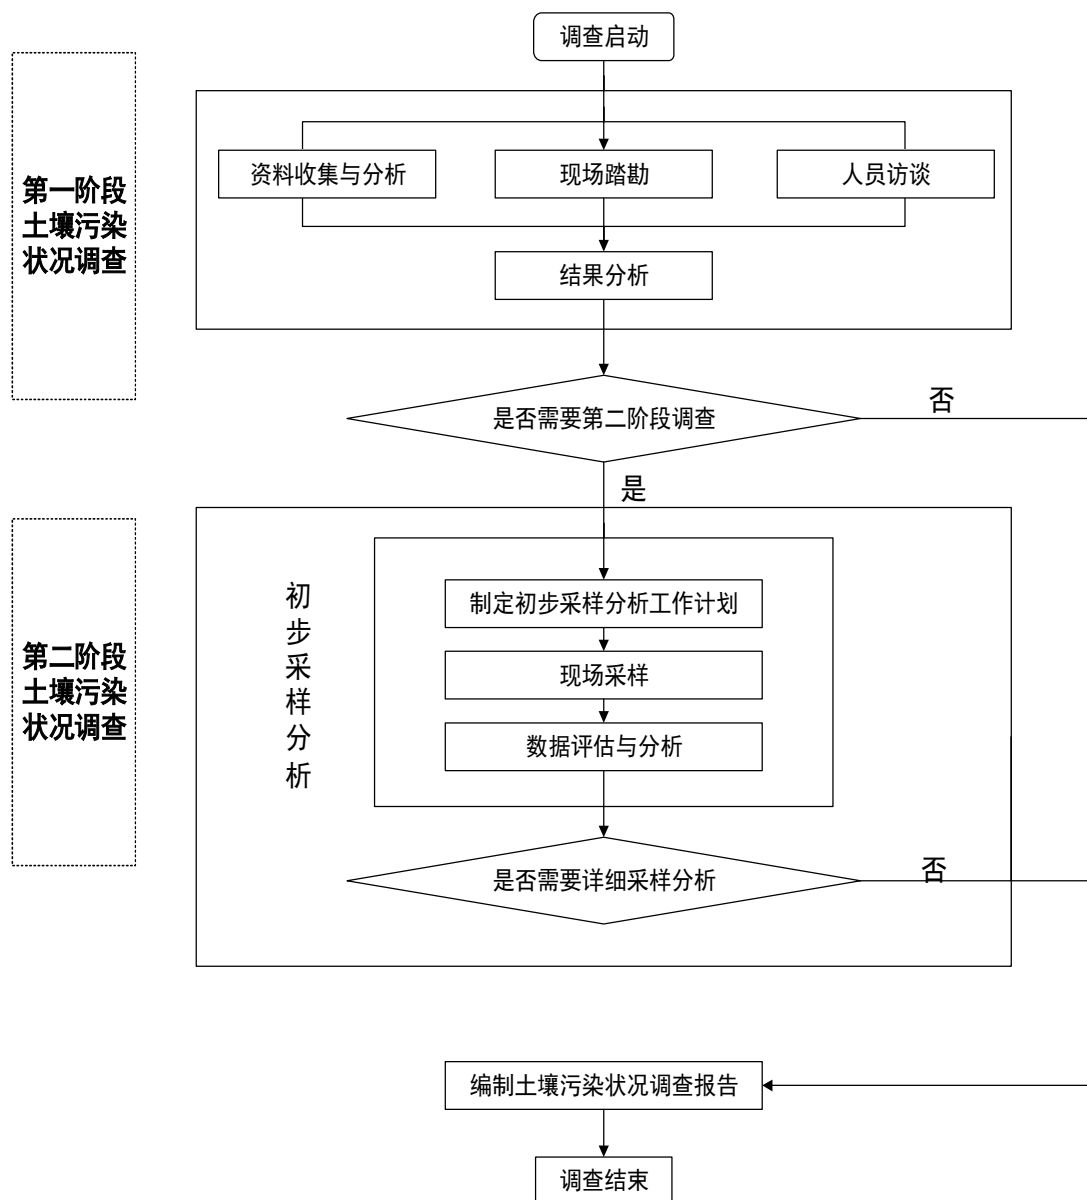 调查启动
第一阶段
土壤污染
状况调查
资料收集与分析
现场踏勘
人员访谈
结果分析
是否需要第二阶段调查
否
是
第二阶段
土壤污染
状况调查
初
步
采
样
分
析
制定初步采样分析工作计划
现场采样
数据评估与分析
是否需要详细采样分析
否
编制土壤污染状况调查报告
调查结束